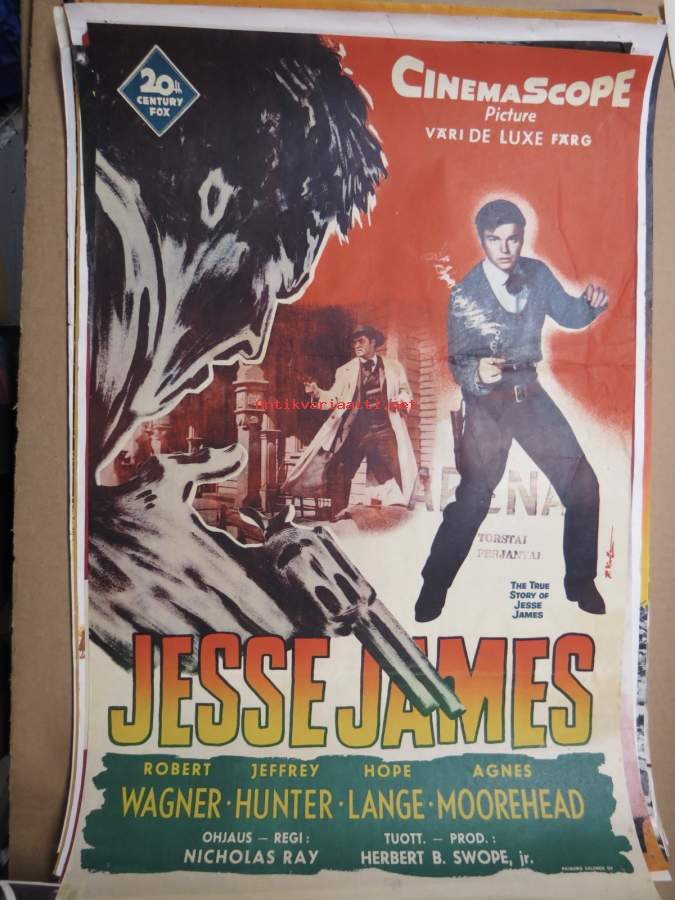 20th
CENTURY
FOX
CINEMASCOPE
Picture
VÄRI DE LUXE FÄRG
antikvariaatti.net
ARENA
TORSTAI
PERJANTAI
THE TRUE
STORY OF
JESSE
JAMES
JESSE JAMES
ROBERT JEFFREY HOPE AGNES
WAGNER · HUNTER · LANGE · MOOREHEAD
OHJAUS – REGI : TUOTT. – PROD. :
NICHOLAS RAY HERBERT B. SWOPE, jr.